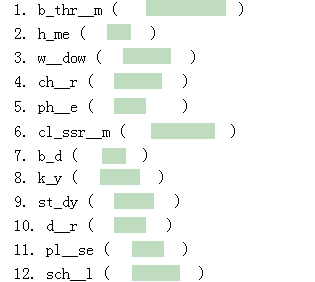 1. b_thr__m (          )
2. h_me (      )
3. w__dow (        )
4. ch__r (        )
5. ph__e (        )
6. cl_ssr__m (          )
7. b_d (     )
8. k_y (        )
9. st_dy (        )
10. d__r (      )
11. pl__se (      )
12. sch__l (        )